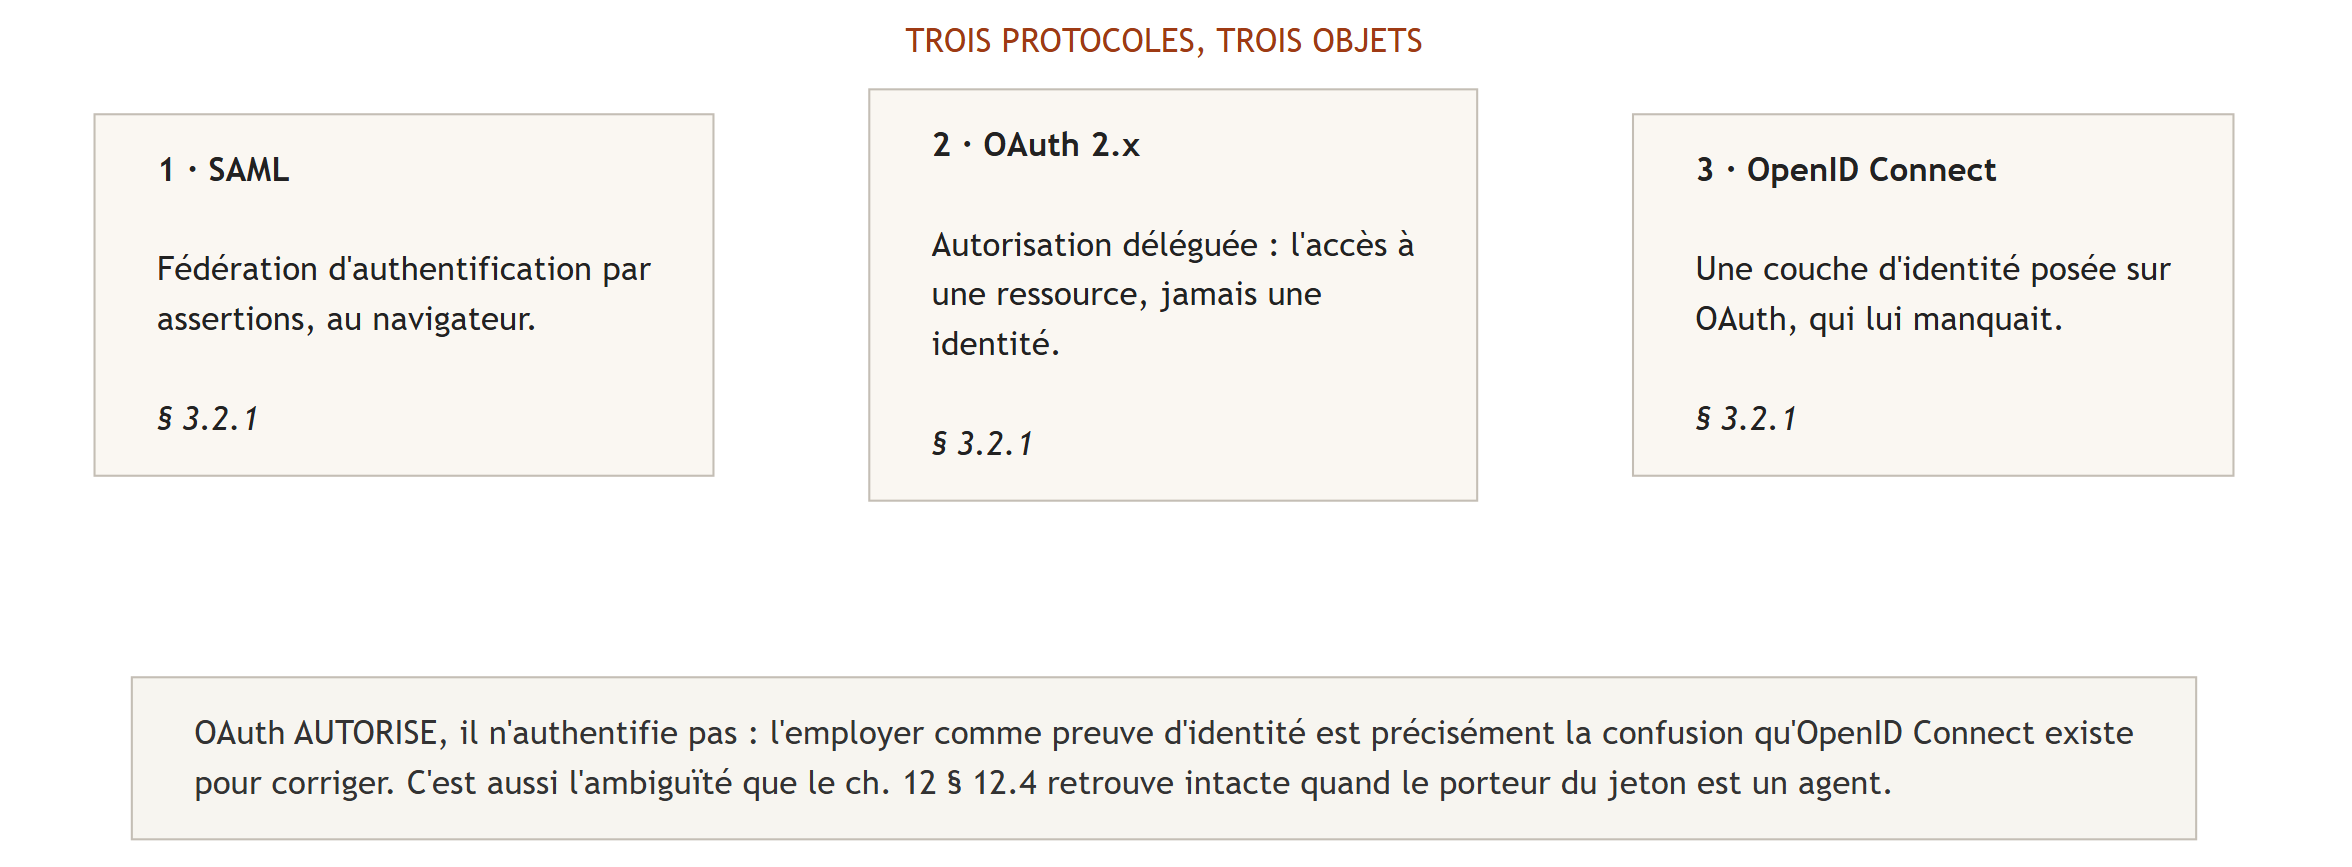 TROIS PROTOCOLES, TROIS OBJETS
1 · SAML
Fédération d'authentification par
assertions, au navigateur.
§ 3.2.1
2 · OAuth 2.x
Autorisation déléguée : l'accès à
une ressource, jamais une
identité.
§ 3.2.1
3 · OpenID Connect
Une couche d'identité posée sur
OAuth, qui lui manquait.
§ 3.2.1
OAuth AUTORISE, il n'authentifie pas : l'employer comme preuve d'identité est précisément la confusion qu'OpenID Connect existe
pour corriger. C'est aussi l'ambiguïté que le ch. 12 § 12.4 retrouve intacte quand le porteur du jeton est un agent.